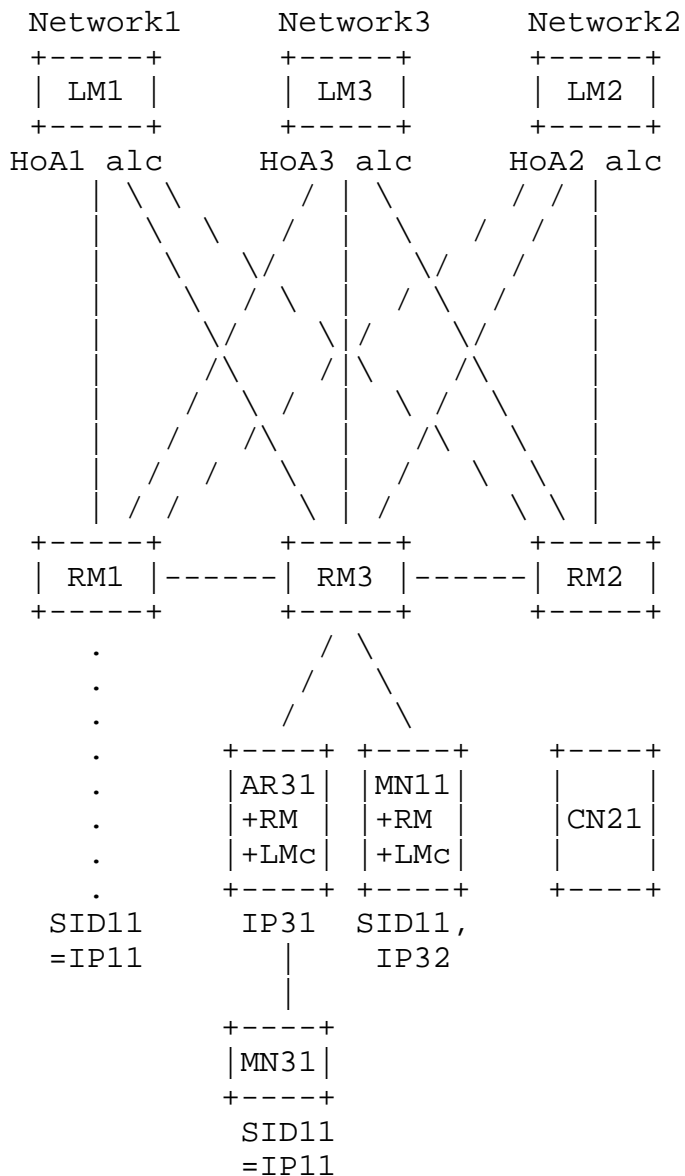 Network1 Network3 Network2
LM1 LM3 LM2
HoA1 alc HoA3 alc HoA2 alc
RM1 RM3 RM2
AR31 MN11
+RM +RM CN21
+LMc +LMc
SID11 IP31 SID11,
=IP11 IP32
MN31
SID11
=IP11